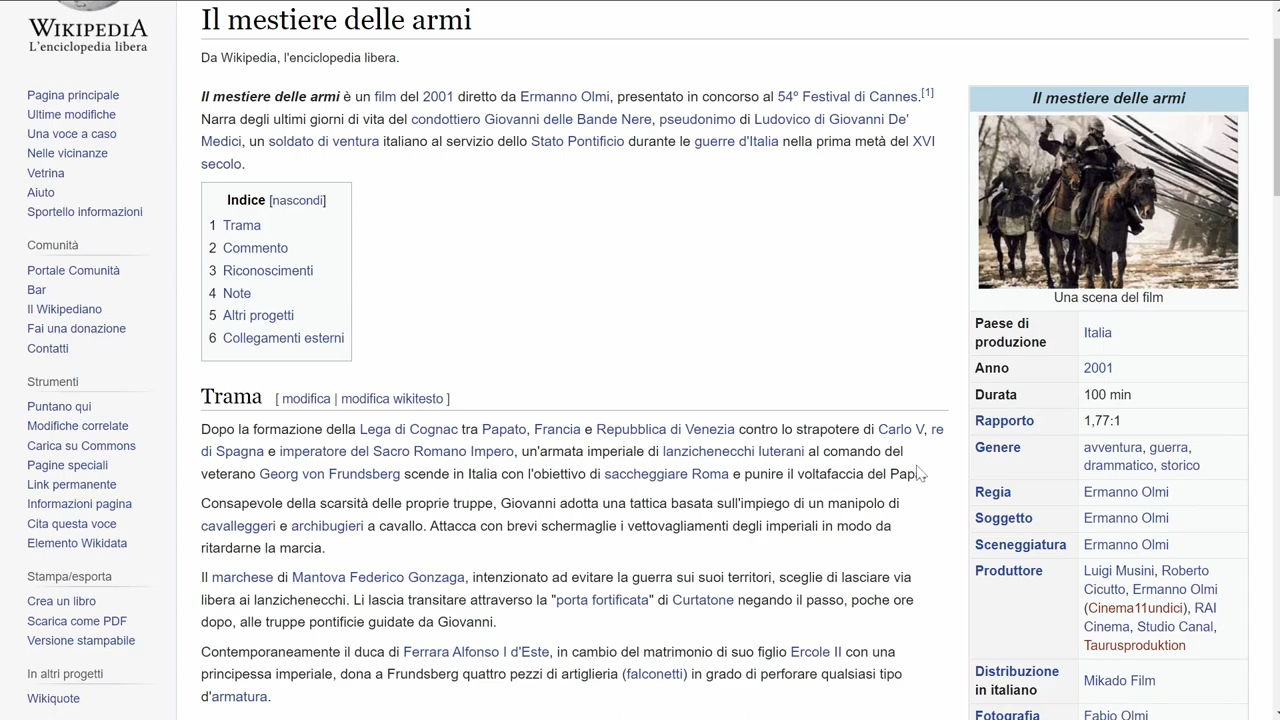 WIKIPEDIA
L'enciclopedia libera
Pagina principale
Ultime modifiche
Una voce a caso
Nelle vicinanze
Vetrina
Aiuto
Sportello informazioni
Comunità
Portale Comunità
Bar
Il Wikipediano
Fai una donazione
Contatti
Strumenti
Puntano qui
Modifiche correlate
Carica su Commons
Pagine speciali
Link permanente
Informazioni pagina
Cita questa voce
Elemento Wikidata
Stampa/esporta
Crea un libro
Scarica come PDF
Versione stampabile
In altri progetti
Wikiquote
Il mestiere delle armi
Da Wikipedia, l'enciclopedia libera.
Il mestiere delle armi è un film del 2001 diretto da Ermanno Olmi, presentato in concorso al 54º Festival di Cannes.[1]
Narra degli ultimi giorni di vita del condottiero Giovanni delle Bande Nere, pseudonimo di Ludovico di Giovanni De'
Medici, un soldato di ventura italiano al servizio dello Stato Pontificio durante le guerre d'Italia nella prima metà del XVI
secolo.
Indice [nascondi]
1 Trama
2 Commento
3 Riconoscimenti
4 Note
5 Altri progetti
6 Collegamenti esterni
Trama [ modifica | modifica wikitesto ]
Dopo la formazione della Lega di Cognac tra Papato, Francia e Repubblica di Venezia contro lo strapotere di Carlo V, re
di Spagna e imperatore del Sacro Romano Impero, un'armata imperiale di lanzichenecchi luterani al comando del
veterano Georg von Frundsberg scende in Italia con l'obiettivo di saccheggiare Roma e punire il voltafaccia del
Consapevole della scarsità delle proprie truppe, Giovanni adotta una tattica basata sull'impiego di un manipolo di
cavalleggeri e archibugieri a cavallo. Attacca con brevi schermaglie i vettovagliamenti degli imperiali in modo da
ritardarne la marcia.
Il marchese di Mantova Federico Gonzaga, intenzionato ad evitare la guerra sui suoi territori, sceglie di lasciare via
libera ai lanzichenecchi. Li lascia transitare attraverso la "porta fortificata" di Curtatone negando il passo, poche ore
dopo, alle truppe pontificie guidate da Giovanni.
Contemporaneamente il duca di Ferrara Alfonso I d'Este, in cambio del matrimonio di suo figlio Ercole II con una
principessa imperiale, dona a Frundsberg quattro pezzi di artiglieria (falconetti) in grado di perforare qualsiasi tipo
d'armatura.
Il mestiere delle armi
Una scena del film
Paese di
produzione
Italia
Anno 2001
Durata 100 min
Rapporto 1,77:1
Genere avventura, guerra,
drammatico, storico
Regia Ermanno Olmi
Soggetto Ermanno Olmi
Sceneggiatura Ermanno Olmi
Produttore Luigi Musini, Roberto
Cicutto, Ermanno Olmi
(Cinema11undici), RAI
Cinema, Studio Canal,
Taurusproduktion
Distribuzione
in italiano
Mikado Film
Fotografia Fabio Olmi